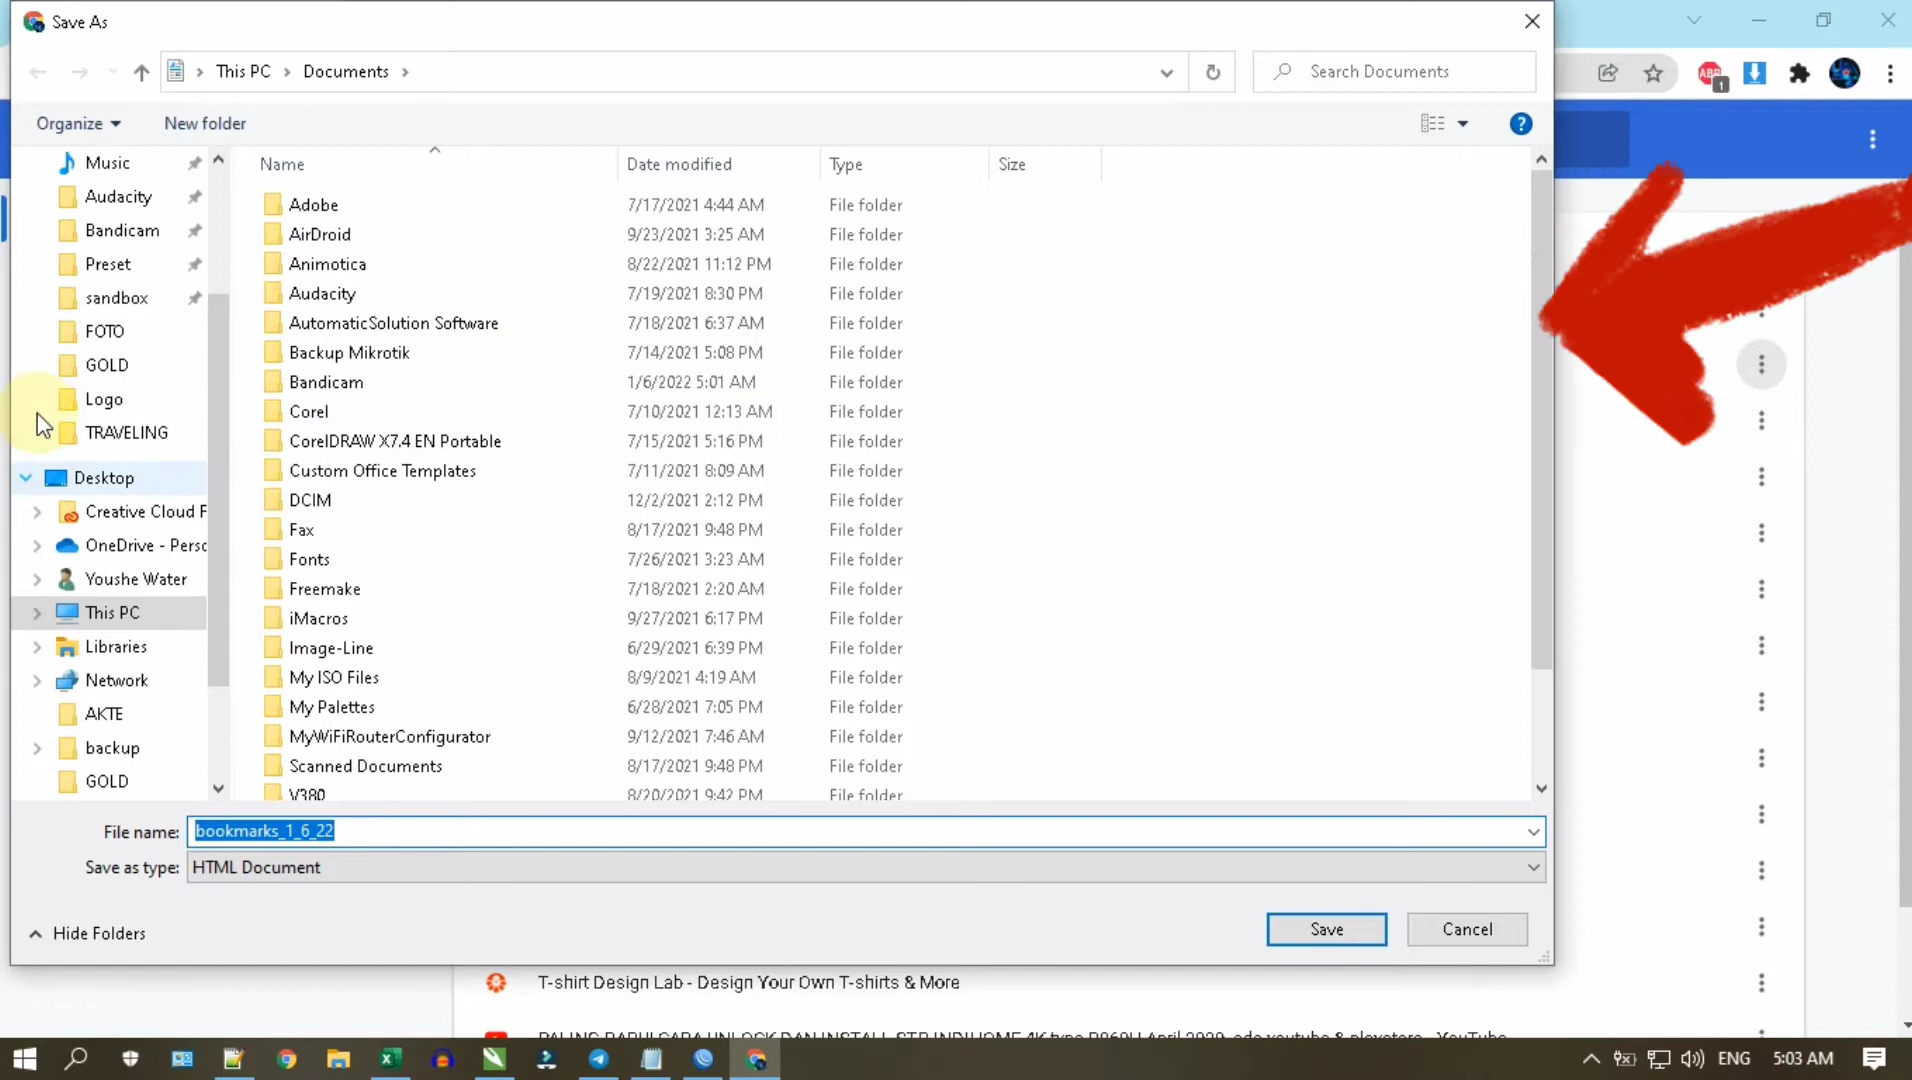 Save As
This PC
Documents
Search Documents
ABP
1
Organize
New folder
?
Music
Audacity
Bandicam
Preset
sandbox
FOTO
GOLD
Logo
TRAVELING
Desktop
Creative Cloud F
OneDrive - Perso
Youshe Water
This PC
Libraries
Network
AKTE
backup
GOLD
Name Date modified Type Size
Adobe 7/17/2021 4:44 AM File folder
AirDroid 9/23/2021 3:25 AM File folder
Animotica 8/22/2021 11:12 PM File folder
Audacity 7/19/2021 8:30 PM File folder
AutomaticSolution Software 7/18/2021 6:37 AM File folder
Backup Mikrotik 7/14/2021 5:08 PM File folder
Bandicam 1/6/2022 5:01 AM File folder
Corel 7/10/2021 12:13 AM File folder
CorelDRAW X7.4 EN Portable 7/15/2021 5:16 PM File folder
Custom Office Templates 7/11/2021 8:09 AM File folder
DCIM 12/2/2021 2:12 PM File folder
Fax 8/17/2021 9:48 PM File folder
Fonts 7/26/2021 3:23 AM File folder
Freemake 7/18/2021 2:20 AM File folder
iMacros 9/27/2021 6:17 PM File folder
Image-Line 6/29/2021 6:39 PM File folder
My ISO Files 8/9/2021 4:19 AM File folder
My Palettes 6/28/2021 7:05 PM File folder
MyWiFiRouterConfigurator 9/12/2021 7:46 AM File folder
Scanned Documents 8/17/2021 9:48 PM File folder
V380 8/20/2021 9:42 PM File folder
File name: bookmarks_1_6_22
Save as type: HTML Document
Hide Folders
Save
Cancel
T-shirt Design Lab - Design Your Own T-shirts & More
April 2020 YouTube
ENG
5:03 AM